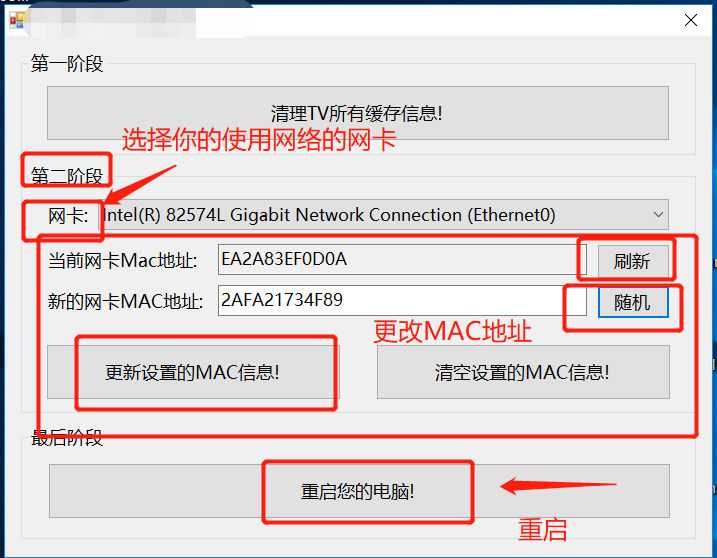 第一阶段
清理TV所有缓存信息!
选择你的使用网络的网卡
第二阶段
网卡: Intel(R) 82574L Gigabit Network Connection (Ethernet0)
当前网卡Mac地址: EA2A83EF0D0A 刷新
新的网卡MAC地址: 2AFA21734F89 随机
更改MAC地址
更新设置的MAC信息! 清空设置的MAC信息!
最后阶段
重启您的电脑!
重启